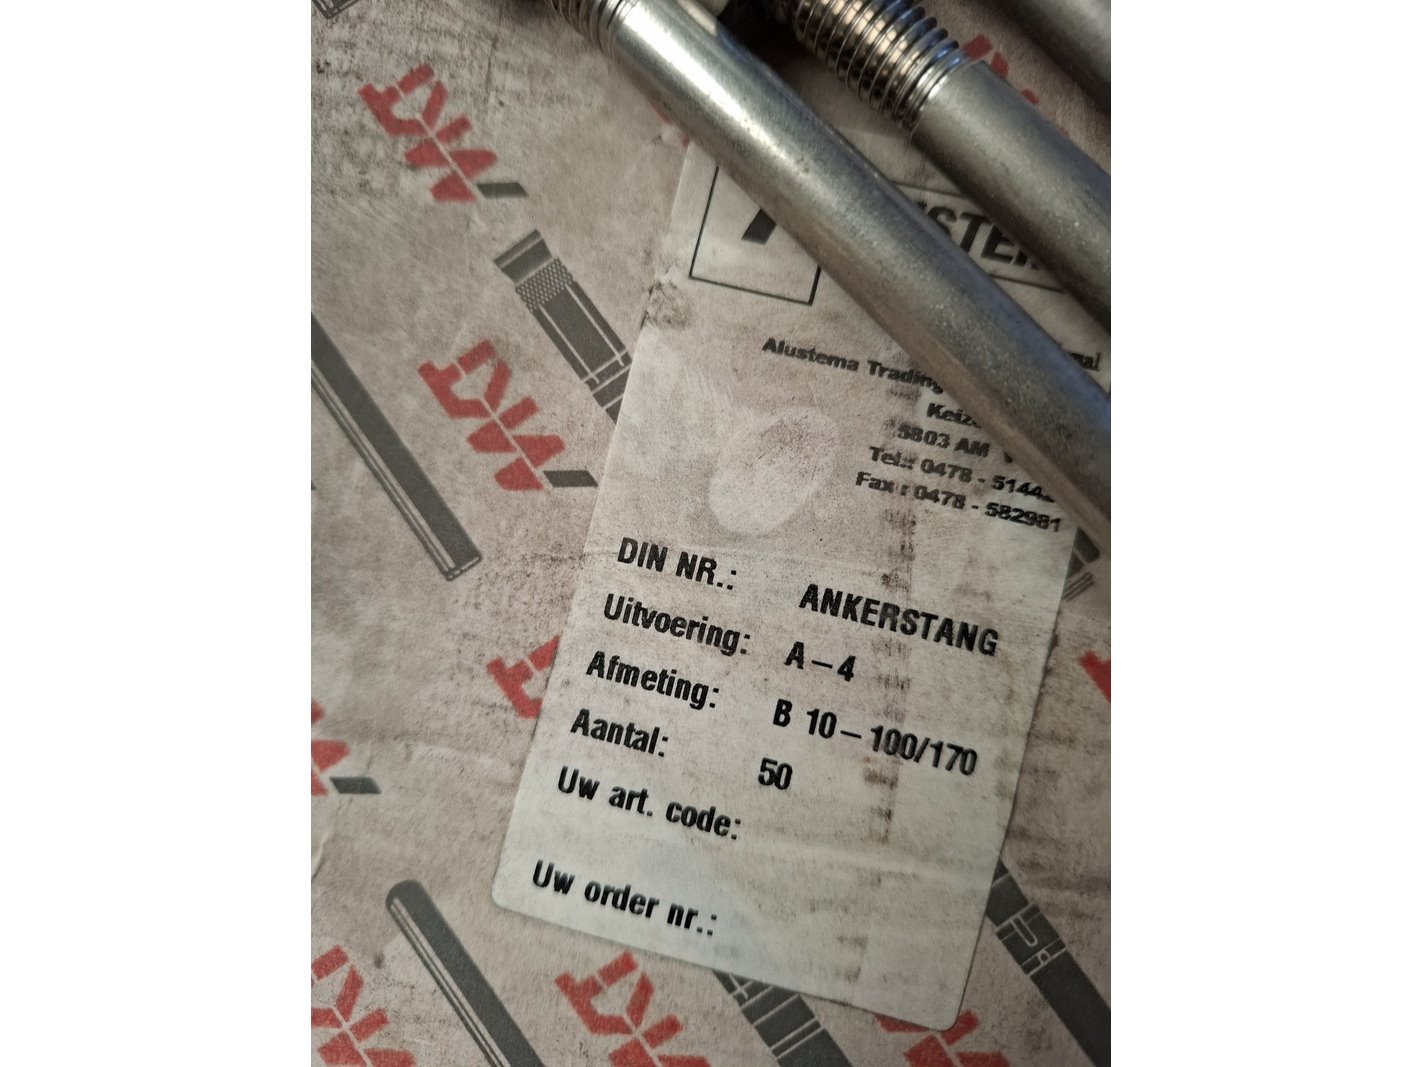 Alustema Trading
5803 AM
Tel.: 0478 -
Fax : 0478 - 582981
DIN NR.: ANKERSTANG
Uitvoering: A – 4
Afmeting: B 10 – 100/170
Aantal: 50
Uw art. code:
Uw order nr.: